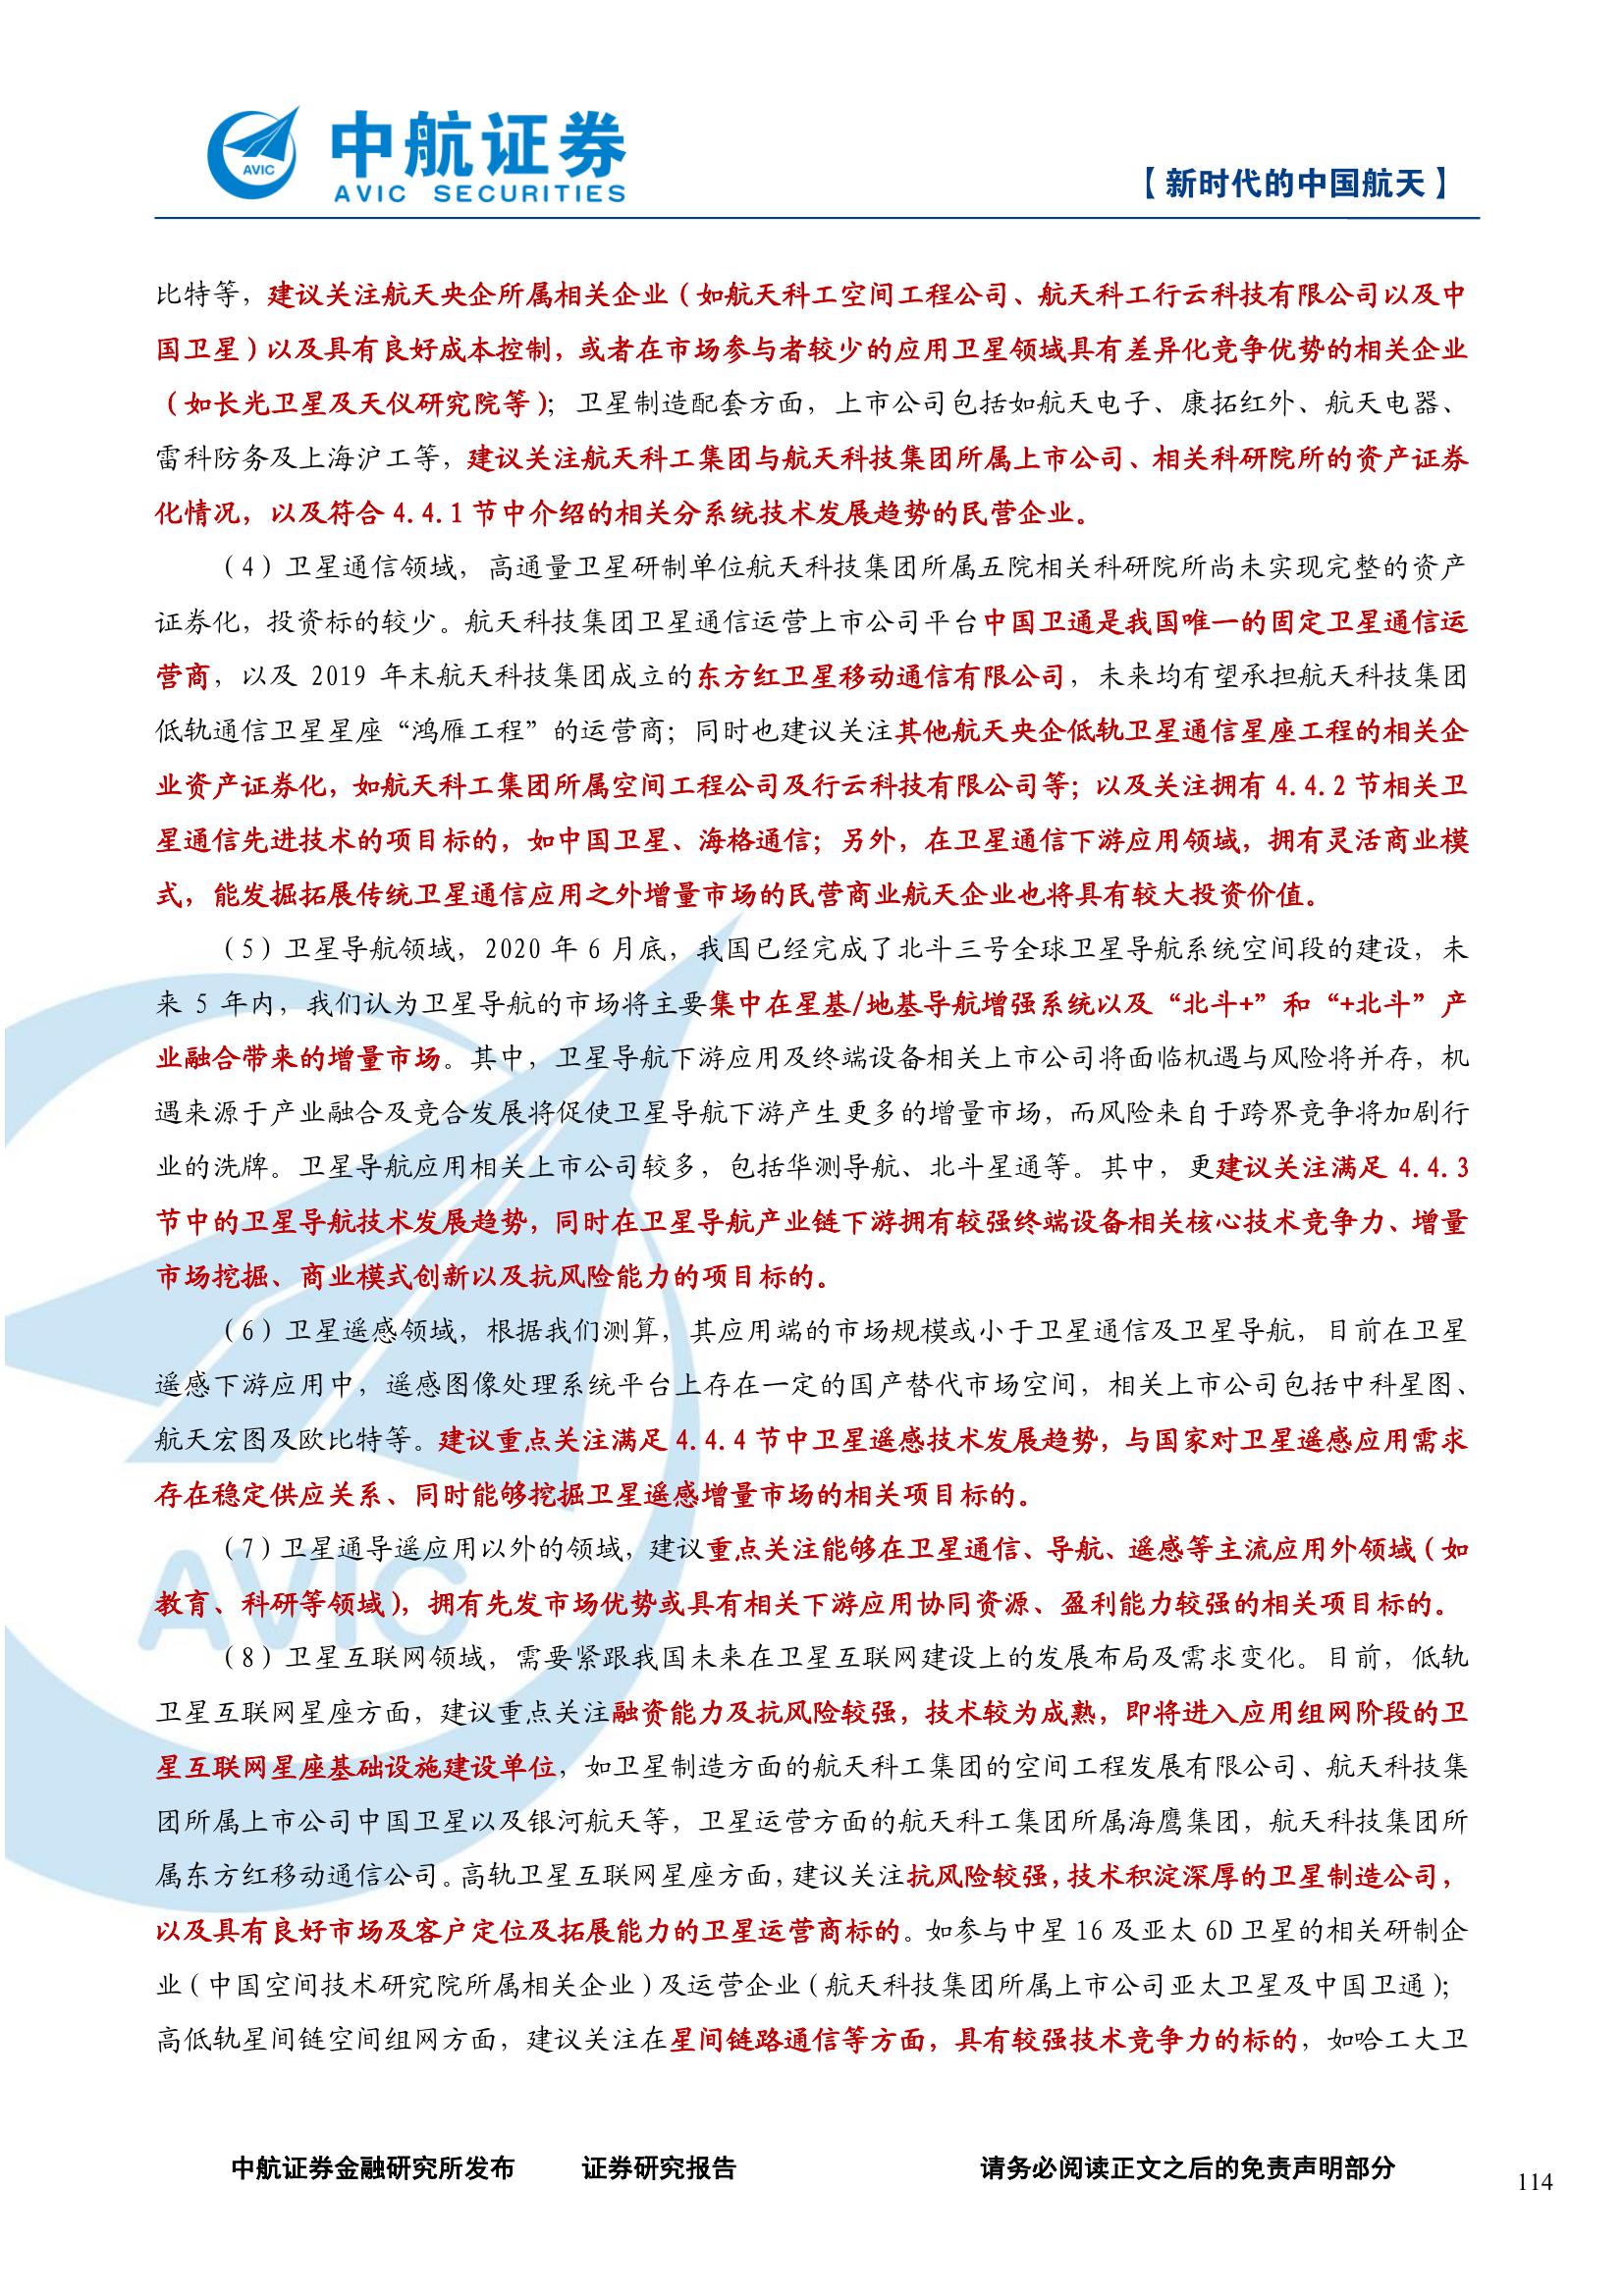 中航证券
AVIC SECURITIES
AVIC
【新时代的中国航天】
比特等，建议关注航天央企所属相关企业（如航天科工空间工程公司、航天科工行云科技有限公司以及中
国卫星）以及具有良好成本控制，或者在市场参与者较少的应用卫星领域具有差异化竞争优势的相关企业
（如长光卫星及天仪研究院等）；卫星制造配套方面，上市公司包括如航天电子、康拓红外、航天电器、
雷科防务及上海沪工等，建议关注航天科工集团与航天科技集团所属上市公司、相关科研院所的资产证券
化情况，以及符合 4.4.1 节中介绍的相关分系统技术发展趋势的民营企业。
（4）卫星通信领域，高通量卫星研制单位航天科技集团所属五院相关科研院所尚未实现完整的资产
证券化，投资标的较少。航天科技集团卫星通信运营上市公司平台中国卫通是我国唯一的固定卫星通信运
营商，以及 2019 年末航天科技集团成立的东方红卫星移动通信有限公司，未来均有望承担航天科技集团
低轨通信卫星星座“鸿雁工程”的运营商；同时也建议关注其他航天央企低轨卫星通信星座工程的相关企
业资产证券化，如航天科工集团所属空间工程公司及行云科技有限公司等；以及关注拥有 4.4.2 节相关卫
星通信先进技术的项目标的，如中国卫星、海格通信；另外，在卫星通信下游应用领域，拥有灵活商业模
式，能发掘拓展传统卫星通信应用之外增量市场的民营商业航天企业也将具有较大投资价值。
（5）卫星导航领域，2020 年 6 月底，我国已经完成了北斗三号全球卫星导航系统空间段的建设，未
来 5 年内，我们认为卫星导航的市场将主要集中在星基/地基导航增强系统以及“北斗+”和“+北斗”产
业融合带来的增量市场。其中，卫星导航下游应用及终端设备相关上市公司将面临机遇与风险将并存，机
遇来源于产业融合及竞合发展将促使卫星导航下游产生更多的增量市场，而风险来自于跨界竞争将加剧行
业的洗牌。卫星导航应用相关上市公司较多，包括华测导航、北斗星通等。其中，更建议关注满足 4.4.3
节中的卫星导航技术发展趋势，同时在卫星导航产业链下游拥有较强终端设备相关核心技术竞争力、增量
市场挖掘、商业模式创新以及抗风险能力的项目标的。
（6）卫星遥感领域，根据我们测算，其应用端的市场规模或小于卫星通信及卫星导航，目前在卫星
遥感下游应用中，遥感图像处理系统平台上存在一定的国产替代市场空间，相关上市公司包括中科星图、
航天宏图及欧比特等。建议重点关注满足 4.4.4 节中卫星遥感技术发展趋势，与国家对卫星遥感应用需求
存在稳定供应关系、同时能够挖掘卫星遥感增量市场的相关项目标的。
（7）卫星通导遥应用以外的领域，建议重点关注能够在卫星通信、导航、遥感等主流应用外领域（如
教育、科研等领域），拥有先发市场优势或具有相关下游应用协同资源、盈利能力较强的相关项目标的。
（8）卫星互联网领域，需要紧跟我国未来在卫星互联网建设上的发展布局及需求变化。目前，低轨
卫星互联网星座方面，建议重点关注融资能力及抗风险较强，技术较为成熟，即将进入应用组网阶段的卫
星互联网星座基础设施建设单位，如卫星制造方面的航天科工集团的空间工程发展有限公司、航天科技集
团所属上市公司中国卫星以及银河航天等，卫星运营方面的航天科工集团所属海鹰集团，航天科技集团所
属东方红移动通信公司。高轨卫星互联网星座方面，建议关注抗风险较强，技术积淀深厚的卫星制造公司，
以及具有良好市场及客户定位及拓展能力的卫星运营商标的。如参与中星 16 及亚太 6D 卫星的相关研制企
业（中国空间技术研究院所属相关企业）及运营企业（航天科技集团所属上市公司亚太卫星及中国卫通）；
高低轨星间链空间组网方面，建议关注在星间链路通信等方面，具有较强技术竞争力的标的，如哈工大卫
AVIC
中航证券金融研究所发布 证券研究报告 请务必阅读正文之后的免责声明部分
114